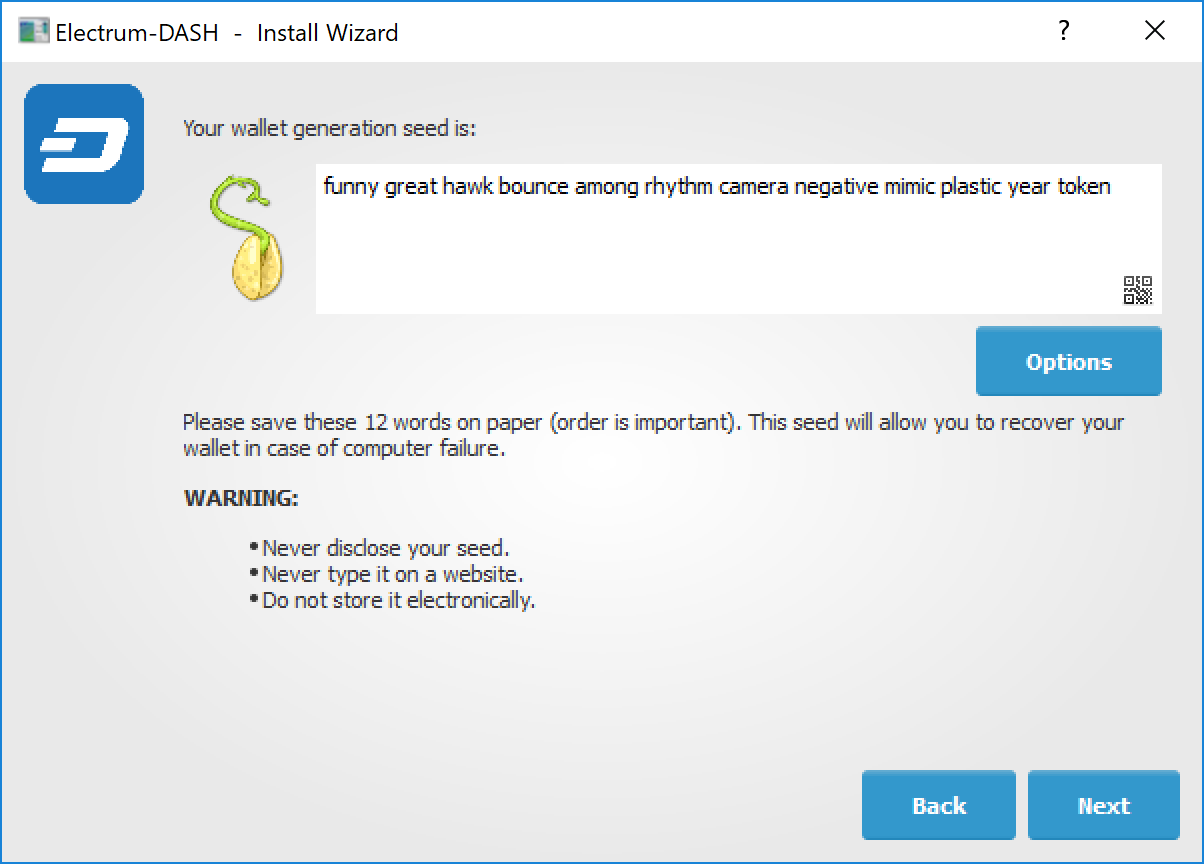 Electrum-DASH - Install Wizard
?
Your wallet generation seed is:
funny great hawk bounce among rhythm camera negative mimic plastic year token
Options
Please save these 12 words on paper (order is important). This seed will allow you to recover your
wallet in case of computer failure.
WARNING:
•Never disclose your seed.
•Never type it on a website.
•Do not store it electronically.
Back Next